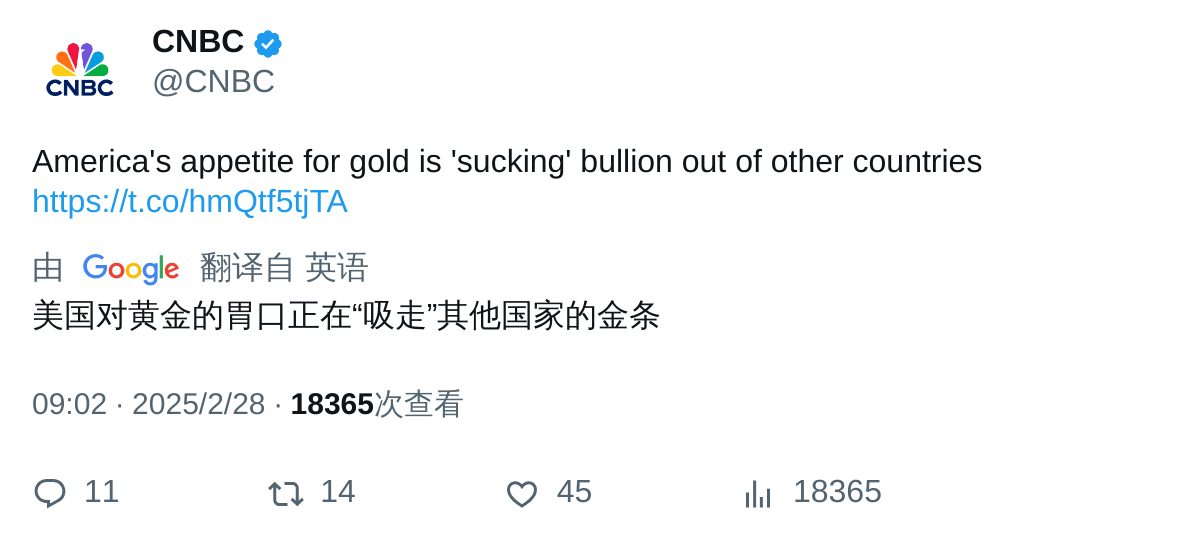 CNBC
CNBC
@CNBC
America's appetite for gold is 'sucking' bullion out of other countries
https://t.co/hmQtf5tjTA
由 Google 翻译自 英语
美国对黄金的胃口正在“吸走”其他国家的金条
09:02 · 2025/2/28 · 18365次查看
11 14 45 18365